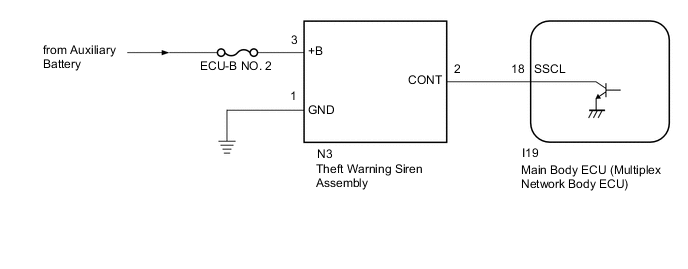 from Auxiliary
Battery
ECU-B NO. 2
3
+B
1
GND
CONT
2
18
SSCL
N3
Theft Warning Siren
Assembly
I19
Main Body ECU (Multiplex
Network Body ECU)